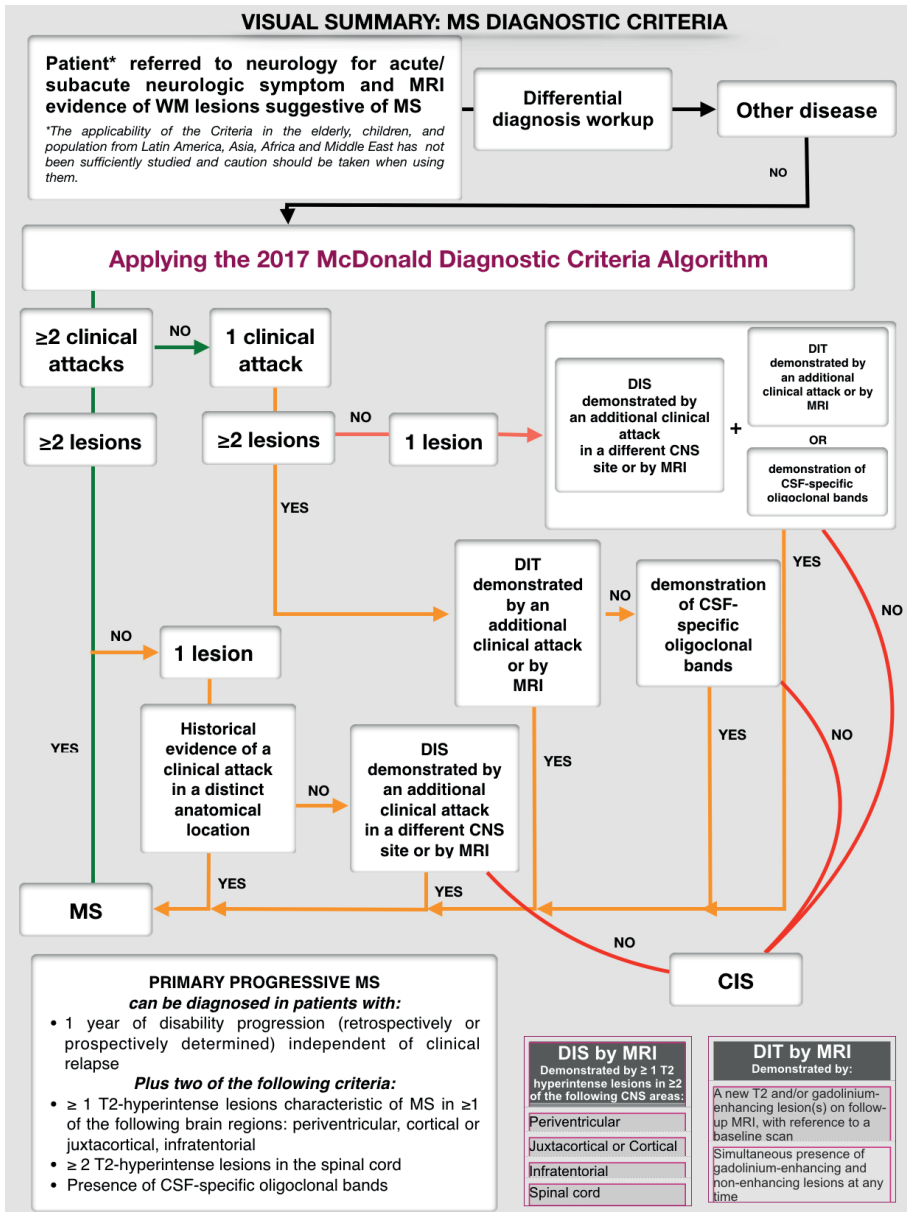 VISUAL SUMMARY: MS DIAGNOSTIC CRITERIA
Patient* referred to neurology for acute/
subacute neurologic symptom and MRI
evidence of WM lesions suggestive of MS
*The applicability of the Criteria in the elderly, children, and
population from Latin America, Asia, Africa and Middle East has not
been sufficiently studied and caution should be taken when using
them.
Differential
diagnosis workup
Other disease
NO
Applying the 2017 McDonald Diagnostic Criteria Algorithm
≥2 clinical
attacks
NO
1 clinical
attack
≥2 lesions
≥2 lesions
NO
1 lesion
DIS
demonstrated by
an additional clinical
attack
in a different CNS
site or by MRI
+
DIT
demonstrated by
an additional
clinical attack or by
MRI
OR
demonstration of
CSF-specific
oligoclonal bands
YES
YES
NO
DIT
demonstrated
by an
additional
clinical attack
or by
MRI
NO
demonstration
of CSF-
specific
oligoclonal
bands
NO
1 lesion
YES
Historical
evidence of a
clinical attack
in a distinct
anatomical
location
NO
DIS
demonstrated by
an additional
clinical attack
in a different CNS
site or by MRI
YES
YES
NO
YES
YES
MS
NO
CIS
PRIMARY PROGRESSIVE MS
can be diagnosed in patients with:
• 1 year of disability progression (retrospectively or
prospectively determined) independent of clinical
relapse
Plus two of the following criteria:
• ≥ 1 T2-hyperintense lesions characteristic of MS in ≥1
of the following brain regions: periventricular, cortical or
juxtacortical, infratentorial
• ≥ 2 T2-hyperintense lesions in the spinal cord
• Presence of CSF-specific oligoclonal bands
DIS by MRI
Demonstrated by ≥ 1 T2
hyperintense lesions in ≥2
of the following CNS areas:
Periventricular
Juxtacortical or Cortical
Infratentorial
Spinal cord
DIT by MRI
Demonstrated by:
A new T2 and/or gadolinium-
enhancing lesion(s) on follow-
up MRI, with reference to a
baseline scan
Simultaneous presence of
gadolinium-enhancing and
non-enhancing lesions at any
time